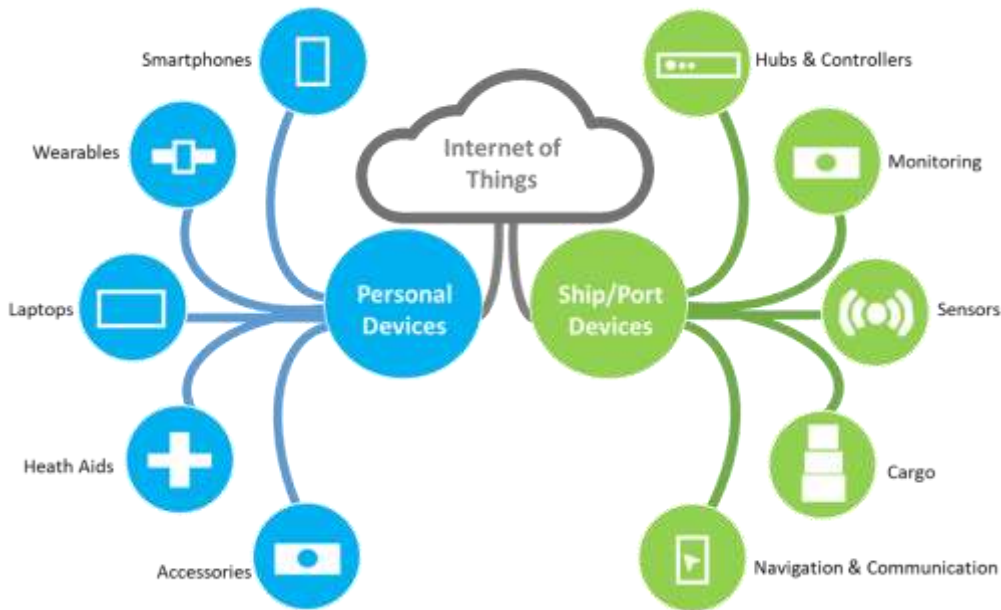 Smartphones
Hubs & Controllers
Internet of
Things
Wearables
Monitoring
Personal
Devices
Ship/Port
Devices
Laptops
Sensors
Heath Aids
Cargo
Accessories
Navigation & Communication